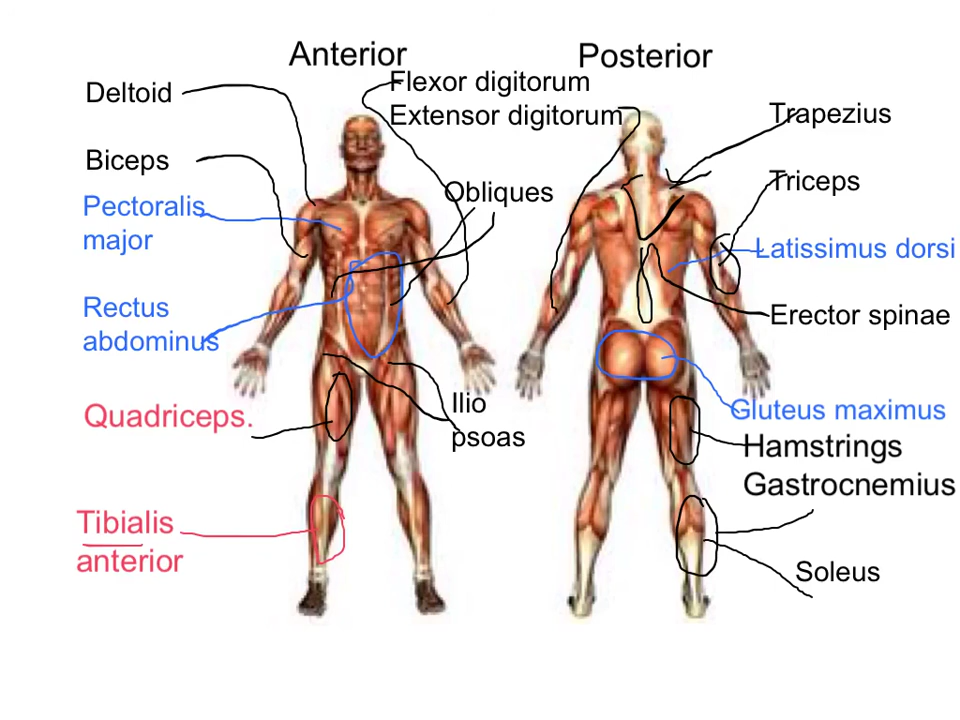 Anterior
Posterior
Flexor digitorum
Extensor digitorum
Deltoid
Biceps
Pectoralis
major
Rectus
abdominus
Quadriceps.
Tibialis
anterior
Obliques
Ilio
psoas
Trapezius
Triceps
Latissimus dorsi
Erector spinae
Gluteus maximus
Hamstrings
Gastrocnemius
Soleus